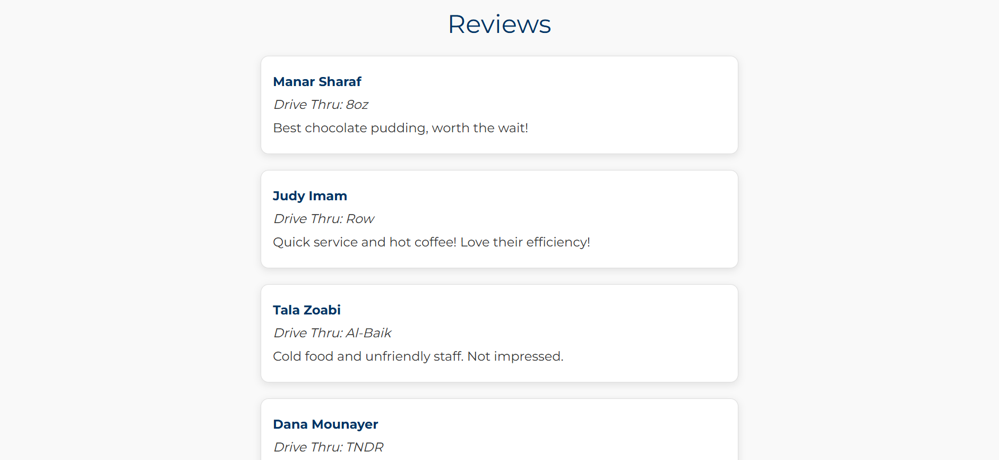 Reviews
Manar Sharaf
Drive Thru: 8oz
Best chocolate pudding, worth the wait!
Judy Imam
Drive Thru: Row
Quick service and hot coffee! Love their efficiency!
Tala Zoabi
Drive Thru: Al-Baik
Cold food and unfriendly staff. Not impressed.
Dana Mounayer
Drive Thru: TNDR